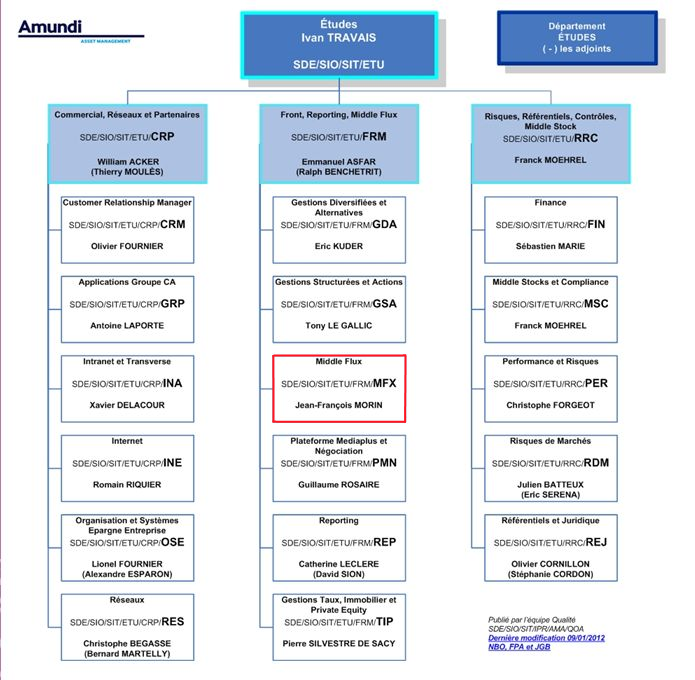 Amundi
ASSET MANAGEMENT
Études
Ivan TRAVAIS
SDE/SIO/SIT/ETU
Département
ÉTUDES
( - ) les adjoints
Commercial, Réseaux et Partenaires
SDE/SIO/SIT/ETU/CRP
William ACKER
(Thierry MOULÈS)
Customer Relationship Manager
SDE/SIO/SIT/ETU/CRP/CRM
Olivier FOURNIER
Applications Groupe CA
SDE/SIO/SIT/ETU/CRP/GRP
Antoine LAPORTE
Intranet et Transverse
SDE/SIO/SIT/ETU/CRP/INA
Xavier DELACOUR
Internet
SDE/SIO/SIT/ETU/CRP/INE
Romain RIQUIER
Organisation et Systèmes
Epargne Entreprise
SDE/SIO/SIT/ETU/CRP/OSE
Lionel FOURNIER
(Alexandre ESPARON)
Réseaux
SDE/SIO/SIT/ETU/CRP/RES
Christophe BEGASSE
(Bernard MARTELLY)
Front, Reporting, Middle Flux
SDE/SIO/SIT/ETU/FRM
Emmanuel ASFAR
(Ralph BENCHETRIT)
Gestions Diversifiées et
Alternatives
SDE/SIO/SIT/ETU/FRM/GDA
Eric KUDER
Gestions Structurées et Actions
SDE/SIO/SIT/ETU/FRM/GSA
Tony LE GALLIC
Middle Flux
SDE/SIO/SIT/ETU/FRM/MFX
Jean-François MORIN
Plateforme Mediaplus et
Négociation
SDE/SIO/SIT/ETU/FRM/PMN
Guillaume ROSAIRE
Reporting
SDE/SIO/SIT/ETU/FRM/REP
Catherine LECLERE
(David SION)
Gestions Taux, Immobilier et
Private Equity
SDE/SIO/SIT/ETU/FRM/TIP
Pierre SILVESTRE DE SACY
Risques, Référentiels, Contrôles,
Middle Stock
SDE/SIO/SIT/ETU/RRC
Franck MOEHREL
Finance
SDE/SIO/SIT/ETU/RRC/FIN
Sébastien MARIE
Middle Stocks et Compliance
SDE/SIO/SIT/ETU/RRC/MSC
Franck MOEHREL
Performance et Risques
SDE/SIO/SIT/ETU/RRC/PER
Christophe FORGEOT
Risques de Marchés
SDE/SIO/SIT/ETU/RRC/RDM
Julien BATTEUX
(Eric SERENA)
Référentiels et Juridique
SDE/SIO/SIT/ETU/RRC/REJ
Olivier CORNILLON
(Stéphanie CORDON)
Publié par l'équipe Qualité
SDE/SIO/SIT/IPR/AMA/QOA
Dernière modification 09/01/2012
NBO, FPA et JGB